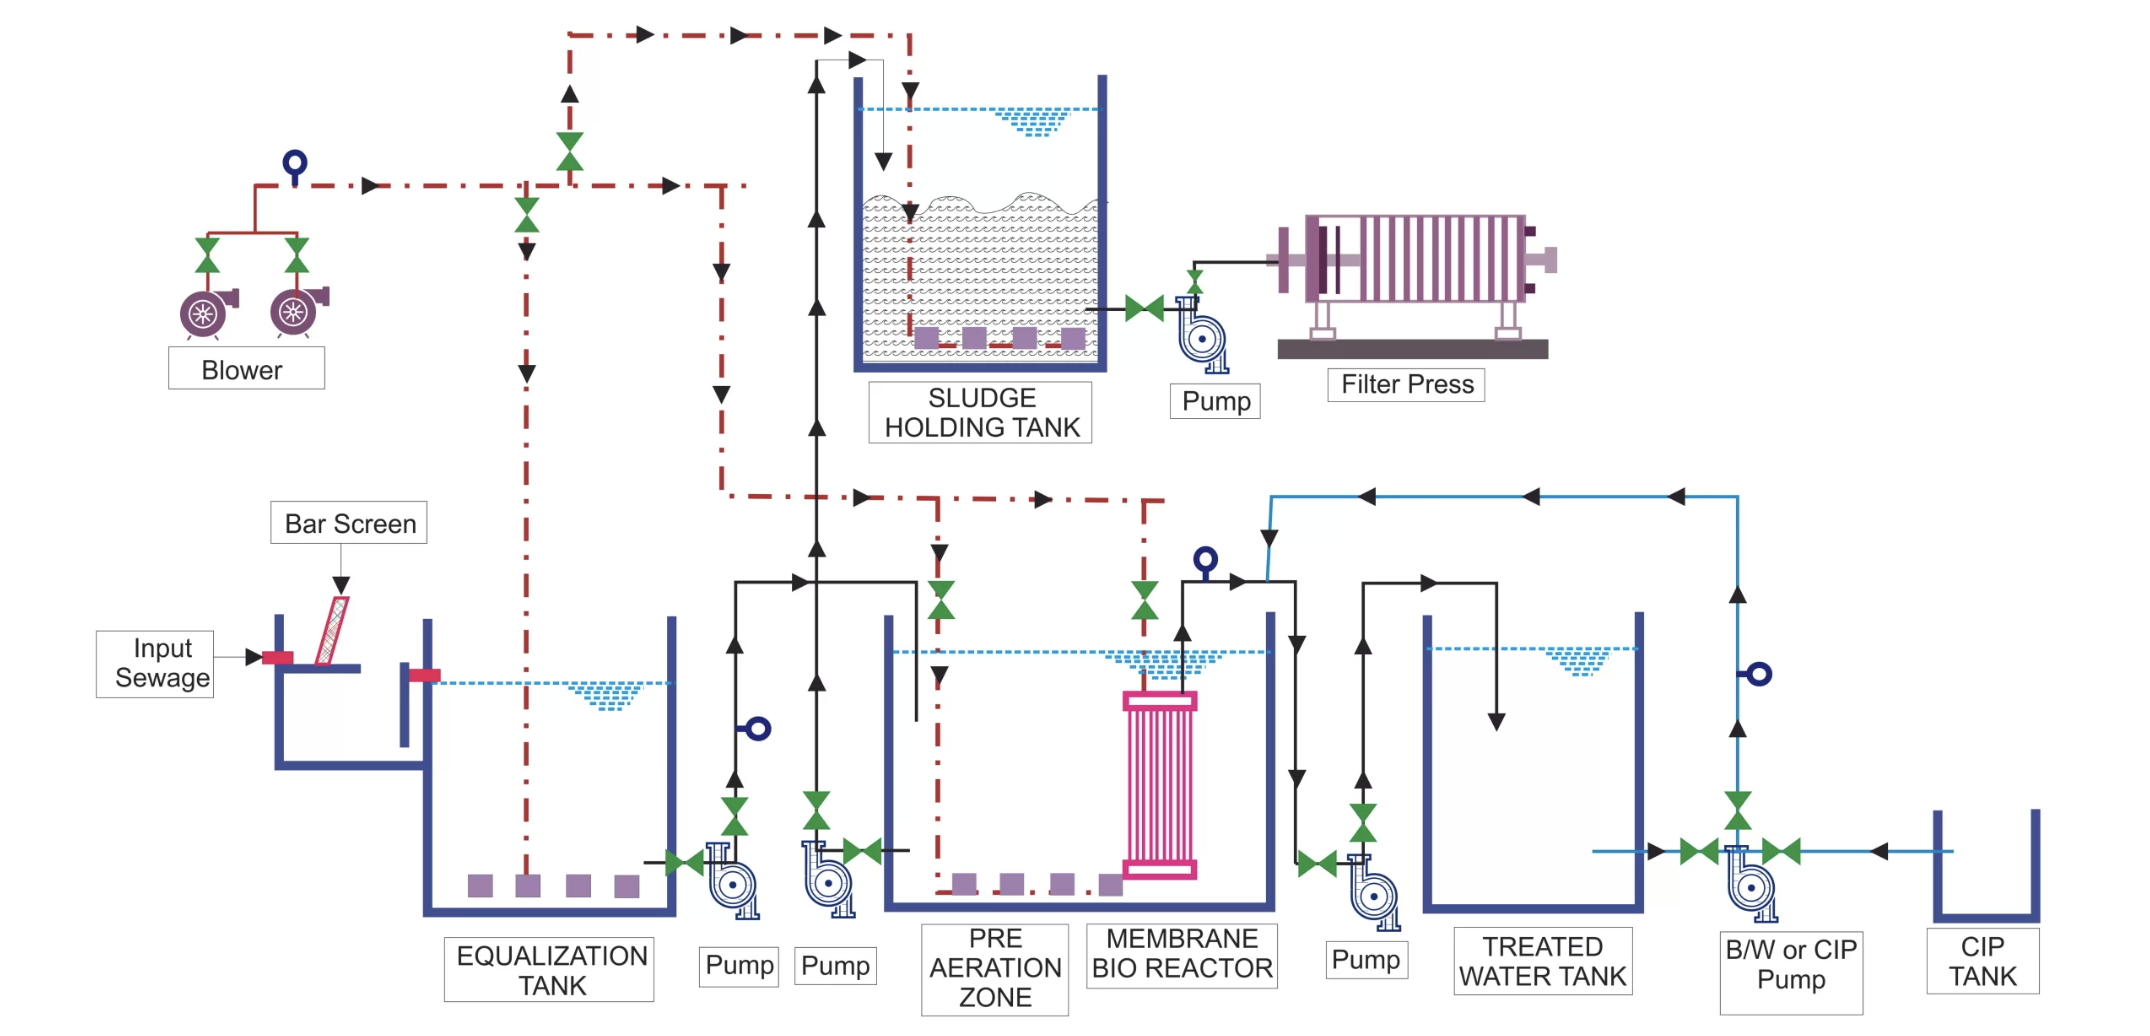 Blower
SLUDGE
HOLDING TANK
Pump
Filter Press
Bar Screen
Input
Sewage
EQUALIZATION
TANK
Pump
Pump
PRE
AERATION
ZONE
MEMBRANE
BIO REACTOR
Pump
TREATED
WATER TANK
B/W or CIP
Pump
CIP
TANK